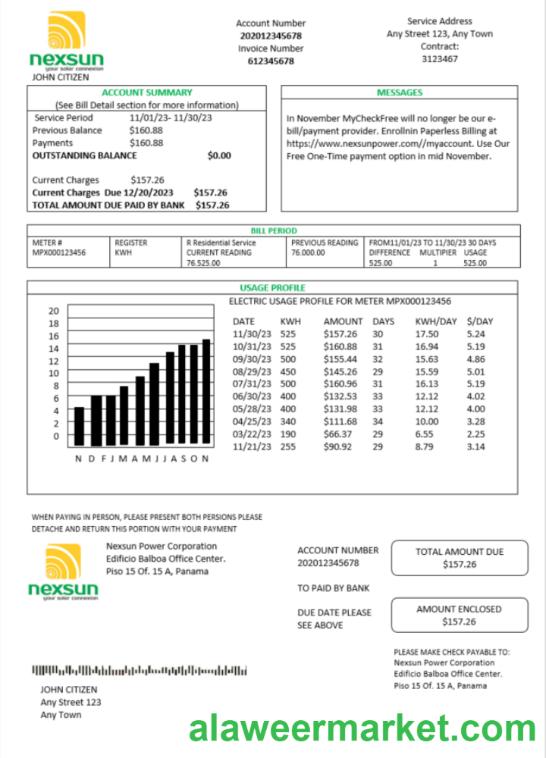 nexsun
your solar connexion
JOHN CITIZEN
Account Number
202012345678
Invoice Number
612345678
Service Address
Any Street 123, Any Town
Contract:
3123467
ACCOUNT SUMMARY
(See Bill Detail section for more information)
Service Period 11/01/23- 11/30/23
Previous Balance $160.88
Payments $160.88
OUTSTANDING BALANCE $0.00
Current Charges $157.26
Current Charges Due 12/20/2023 $157.26
TOTAL AMOUNT DUE PAID BY BANK $157.26
MESSAGES
In November MyCheckFree will no longer be our e-
bill/payment provider. Enrollnin Paperless Billing at
https://www.nexsunpower.com//myaccount. Use Our
Free One-Time payment option in mid November.
BILL PERIOD
METER # REGISTER R Residential Service PREVIOUS READING FROM11/01/23 TO 11/30/23 30 DAYS
MPX000123456 KWH CURRENT READING 76.000.00 DIFFERENCE MULTIPIER USAGE
76.525.00 525.00 1 525.00
USAGE PROFILE
ELECTRIC USAGE PROFILE FOR METER MPX000123456
20
18
16
14
12
10
8
6
4
2
0
N D F J M A M J J A S O N
DATE KWH AMOUNT DAYS KWH/DAY $/DAY
11/30/23 525 $157.26 30 17.50 5.24
10/31/23 525 $160.88 31 16.94 5.19
09/30/23 500 $155.44 32 15.63 4.86
08/29/23 450 $145.26 29 15.59 5.01
07/31/23 500 $160.96 31 16.13 5.19
06/30/23 400 $132.53 33 12.12 4.02
05/28/23 400 $131.98 33 12.12 4.00
04/25/23 340 $111.68 34 10.00 3.28
03/22/23 190 $66.37 29 6.55 2.25
11/21/23 255 $90.92 29 8.79 3.14
WHEN PAYING IN PERSON, PLEASE PRESENT BOTH PERSIONS PLEASE
DETACHE AND RETURN THIS PORTION WITH YOUR PAYMENT
nexsun
your solar connexion
Nexsun Power Corporation
Edificio Balboa Office Center.
Piso 15 Of. 15 A, Panama
ACCOUNT NUMBER
202012345678
TO PAID BY BANK
DUE DATE PLEASE
SEE ABOVE
TOTAL AMOUNT DUE
$157.26
AMOUNT ENCLOSED
$157.26
PLEASE MAKE CHECK PAYABLE TO:
Nexsun Power Corporation
Edificio Balboa Office Center.
Piso 15 Of. 15 A, Panama
JOHN CITIZEN
Any Street 123
Any Town
alaweermarket.com